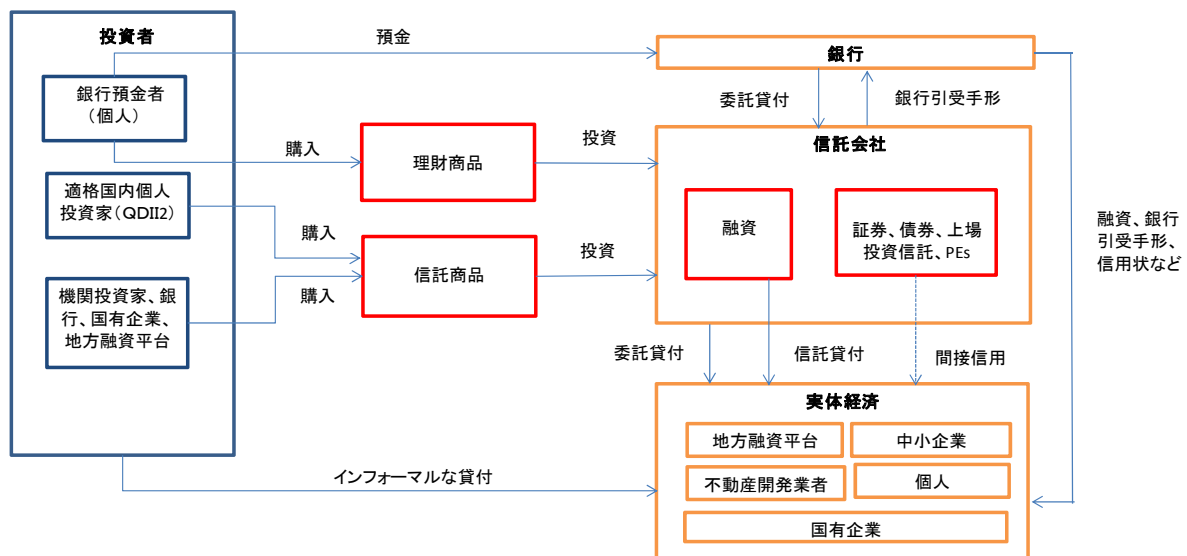 投資者
預金
銀行
銀行預金者
（個人）
委託貸付
銀行引受手形
購入
理財商品
投資
信託会社
適格国内個人
投資家（QDII2）
購入
融資
証券、債券、上場
投資信託、PEs
融資、銀行
引受手形、
信用状など
信託商品
投資
購入
機関投資家、銀
行、国有企業、
地方融資平台
委託貸付
信託貸付
間接信用
実体経済
地方融資平台
中小企業
インフォーマルな貸付
不動産開発業者
個人
国有企業